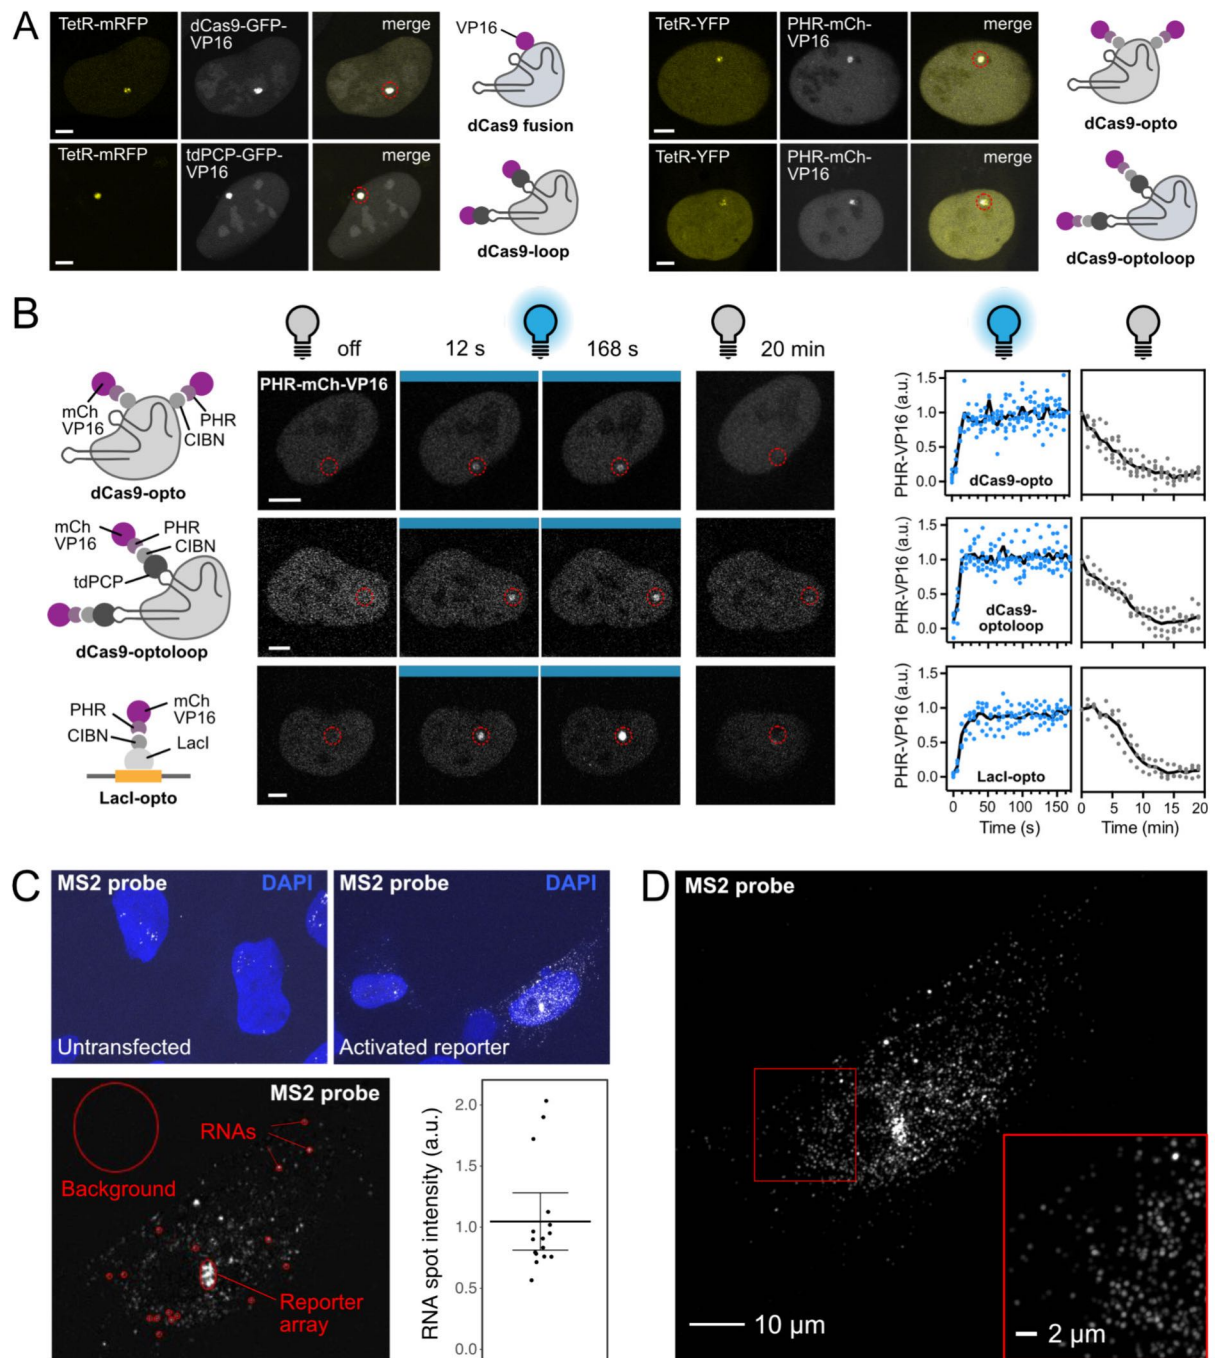 A
TetR-mRFP
dCas9-GFP-
VP16
merge
VP16
dCas9 fusion
TetR-mRFP
tdPCP-GFP-
VP16
merge
dCas9-loop
TetR-YFP
PHR-mCh-
VP16
merge
dCas9-opto
TetR-YFP
PHR-mCh-
VP16
merge
dCas9-optoloop
B
off
12 s
168 s
20 min
mCh
VP16
PHR
CIBN
dCas9-opto
PHR-mCh-VP16
PHR-VP16 (a.u.)
1.5
1.0
0.5
0.0
dCas9-opto
mCh
VP16
PHR
CIBN
tdPCP
dCas9-optoloop
PHR-VP16 (a.u.)
1.5
1.0
0.5
0.0
dCas9-
optoloop
PHR
mCh
VP16
CIBN
LacI
LacI-opto
PHR-VP16 (a.u.)
1.5
1.0
0.5
0.0
LacI-opto
0
50
100
150
Time (s)
0
5
10
15
20
Time (min)
C
MS2 probe
DAPI
Untransfected
MS2 probe
DAPI
Activated reporter
MS2 probe
RNAs
Background
Reporter
array
RNA spot intensity (a.u.)
2.0
1.5
1.0
0.5
0.0
D
MS2 probe
10 µm
2 µm